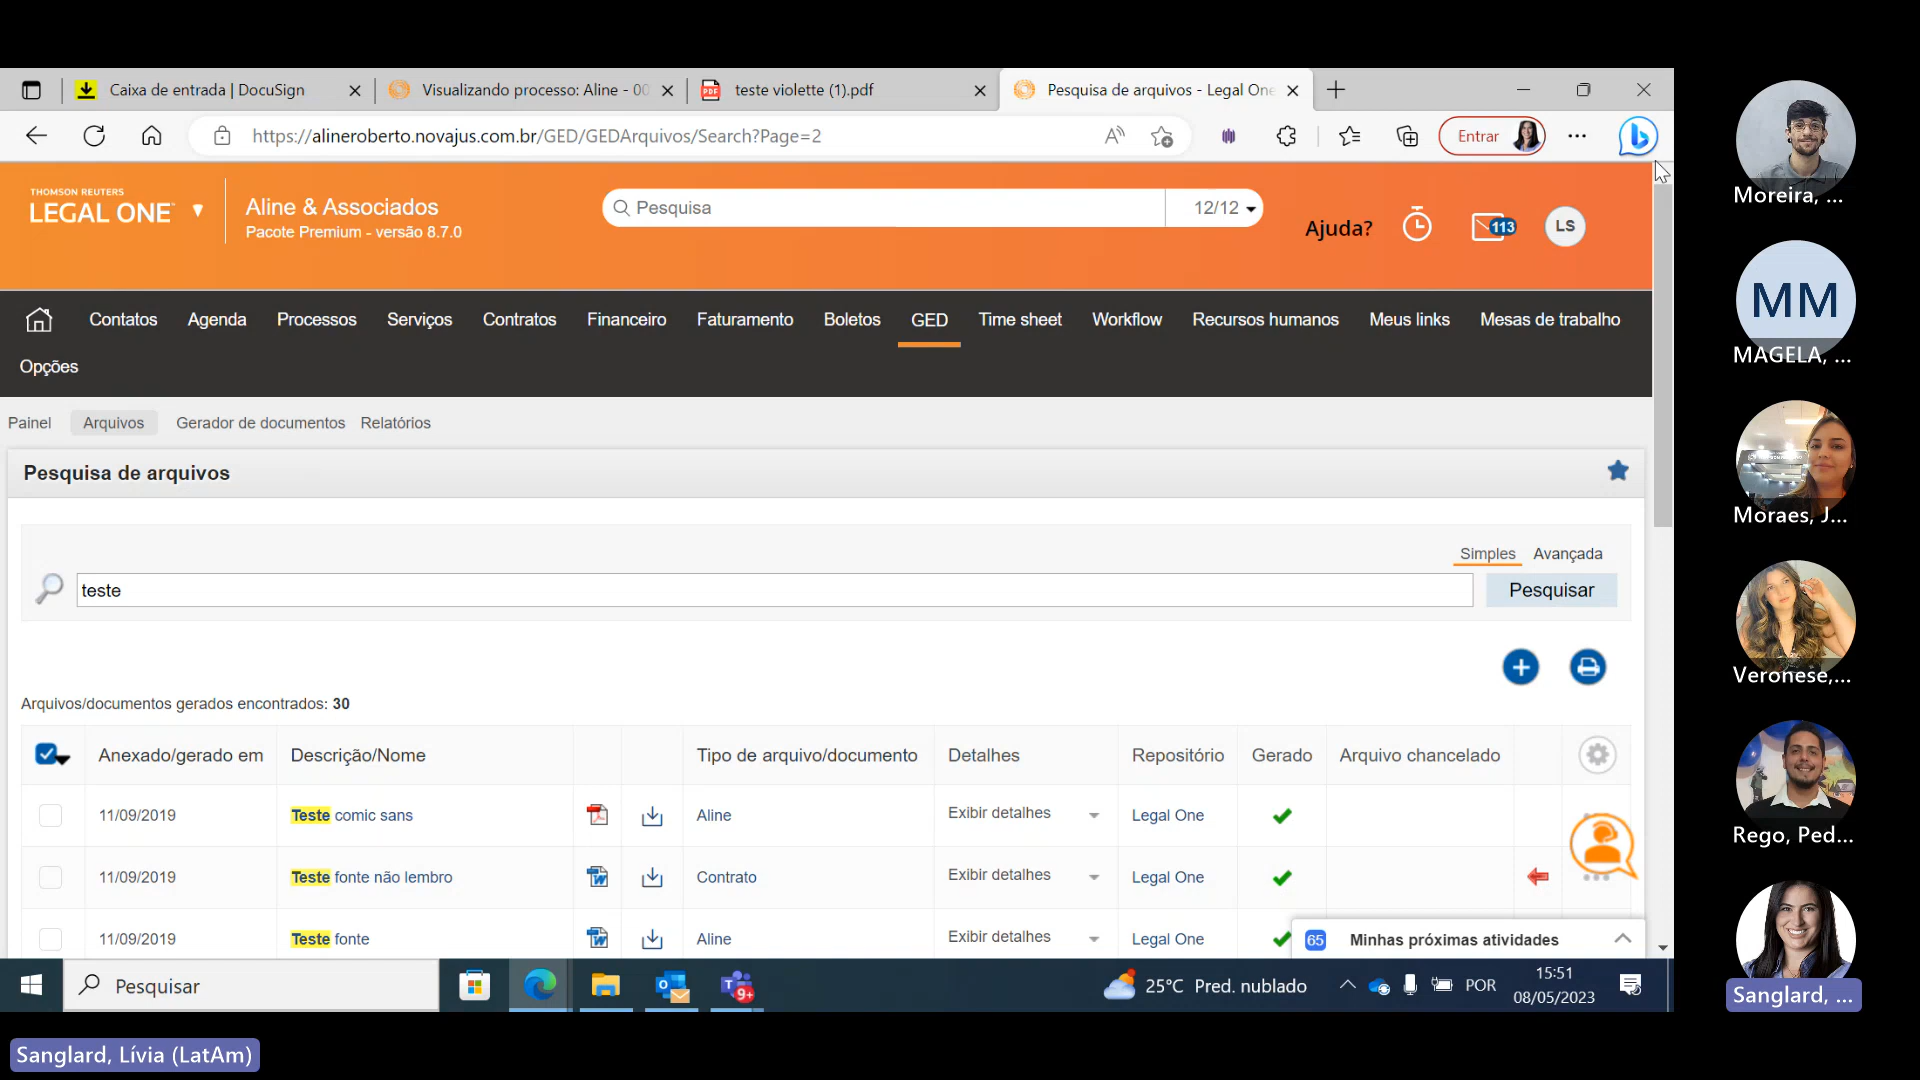 Caixa de entrada | DocuSign
Visualizando processo: Aline - 00
teste violette (1).pdf
Pesquisa de arquivos - Legal One
https://alineroberto.novajus.com.br/GED/GEDArquivos/Search?Page=2
Entrar
THOMSON REUTERS
LEGAL ONE™
Aline & Associados
Pacote Premium - versão 8.7.0
Pesquisa
12/12
Ajuda?
113
LS
Contatos
Agenda
Processos
Serviços
Contratos
Financeiro
Faturamento
Boletos
GED
Time sheet
Workflow
Recursos humanos
Meus links
Mesas de trabalho
Opções
Painel
Arquivos
Gerador de documentos
Relatórios
Pesquisa de arquivos
Simples
Avançada
teste
Pesquisar
Arquivos/documentos gerados encontrados: 30
Anexado/gerado em
Descrição/Nome
Tipo de arquivo/documento
Detalhes
Repositório
Gerado
Arquivo chancelado
11/09/2019
Teste comic sans
Aline
Exibir detalhes
Legal One
11/09/2019
Teste fonte não lembro
Contrato
Exibir detalhes
Legal One
11/09/2019
Teste fonte
Aline
Exibir detalhes
Legal One
65
Minhas próximas atividades
Pesquisar
9+
25°C Pred. nublado
POR
15:51
08/05/2023
Sanglard, Lívia (LatAm)
Moreira, ...
MM
MAGELA, ...
Moraes, J...
Veronese,...
Rego, Ped...
Sanglard, ...